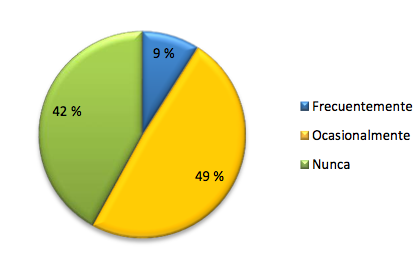 9 %
Frecuentemente
42 %
Ocasionalmente
Nunca
49 %